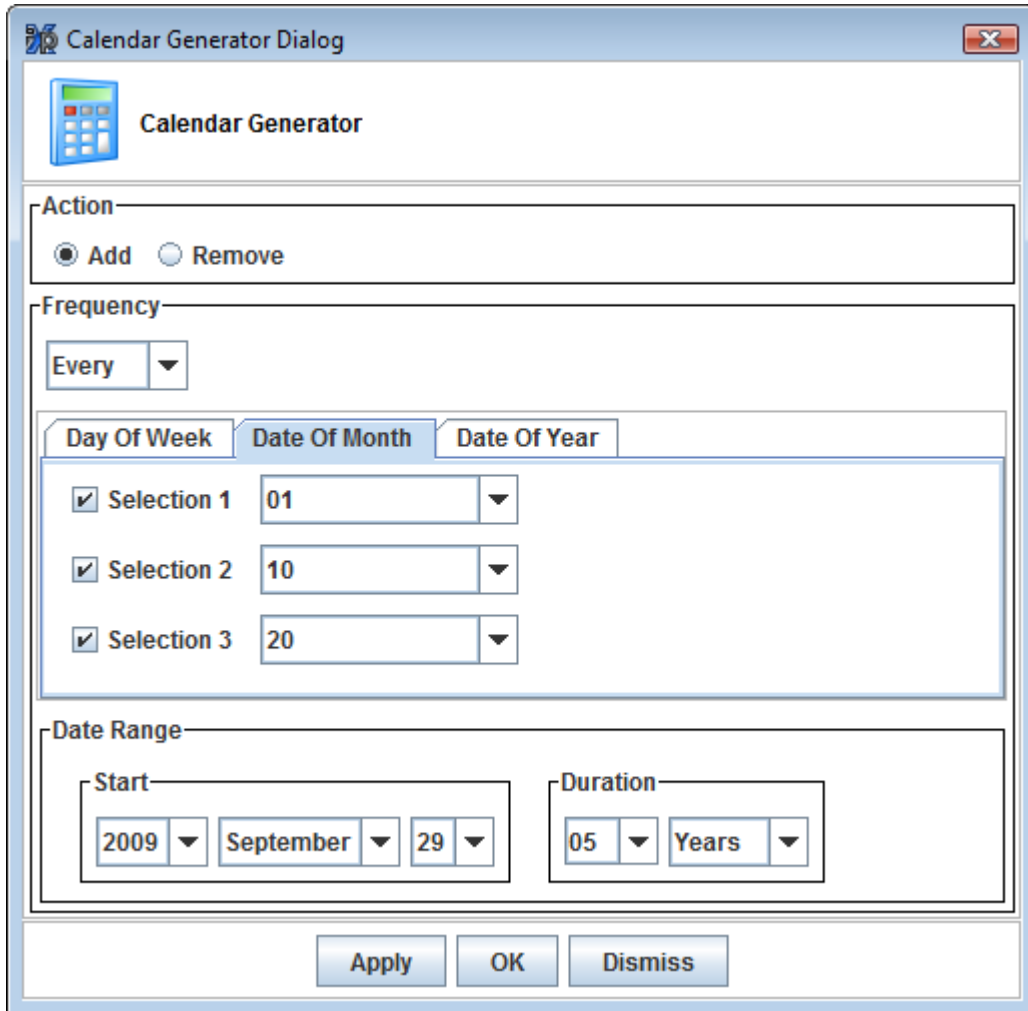 Calendar Generator Dialog
Calendar Generator
Action
Add Remove
Frequency
Every
Day Of Week Date Of Month Date Of Year
Selection 1 01
Selection 2 10
Selection 3 20
Date Range
Start Duration
2009 September 29 05 Years
Apply OK Dismiss